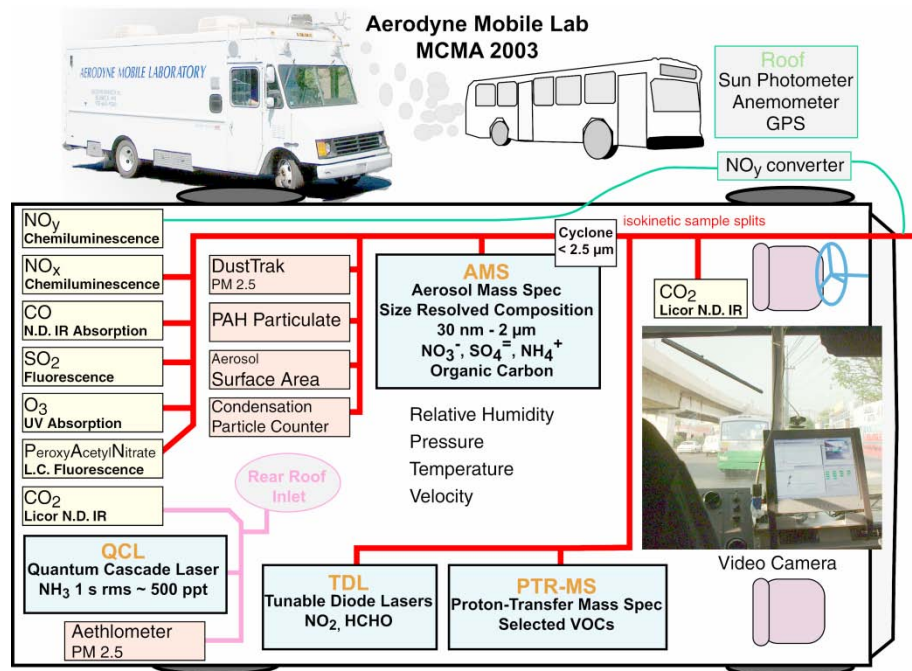 Aerodyne Mobile Lab
MCMA 2003
AERODYNE MOBILE LABORATORY
Roof
Sun Photometer
Anemometer
GPS
NOy converter
isokinetic sample splits
NOy
Chemiluminescence
NOx
Chemiluminescence
CO
N.D. IR Absorption
SO2
Fluorescence
O3
UV Absorption
PeroxyAcetylNitrate
L.C. Fluorescence
CO2
Licor N.D. IR
DustTrak
PM 2.5
PAH Particulate
Aerosol
Surface Area
Condensation
Particle Counter
Cyclone
< 2.5 µm
AMS
Aerosol Mass Spec
Size Resolved Composition
30 nm - 2 µm
NO3-, SO4=, NH4+
Organic Carbon
CO2
Licor N.D. IR
Relative Humidity
Pressure
Temperature
Velocity
Rear Roof
Inlet
QCL
Quantum Cascade Laser
NH3 1 s rms ~ 500 ppt
Aethlometer
PM 2.5
TDL
Tunable Diode Lasers
NO2, HCHO
PTR-MS
Proton-Transfer Mass Spec
Selected VOCs
Video Camera